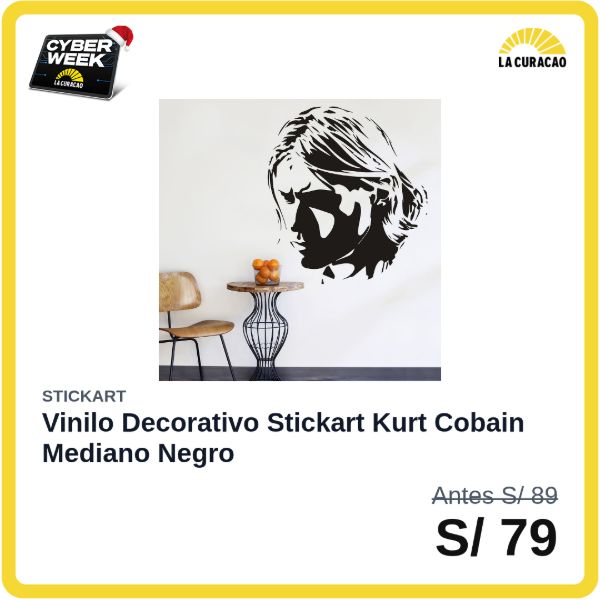 CYBER
WEEK
LA CURACAO
LA CURACAO
STICKART
Vinilo Decorativo Stickart Kurt Cobain
Mediano Negro
Antes S/ 89
S/ 79